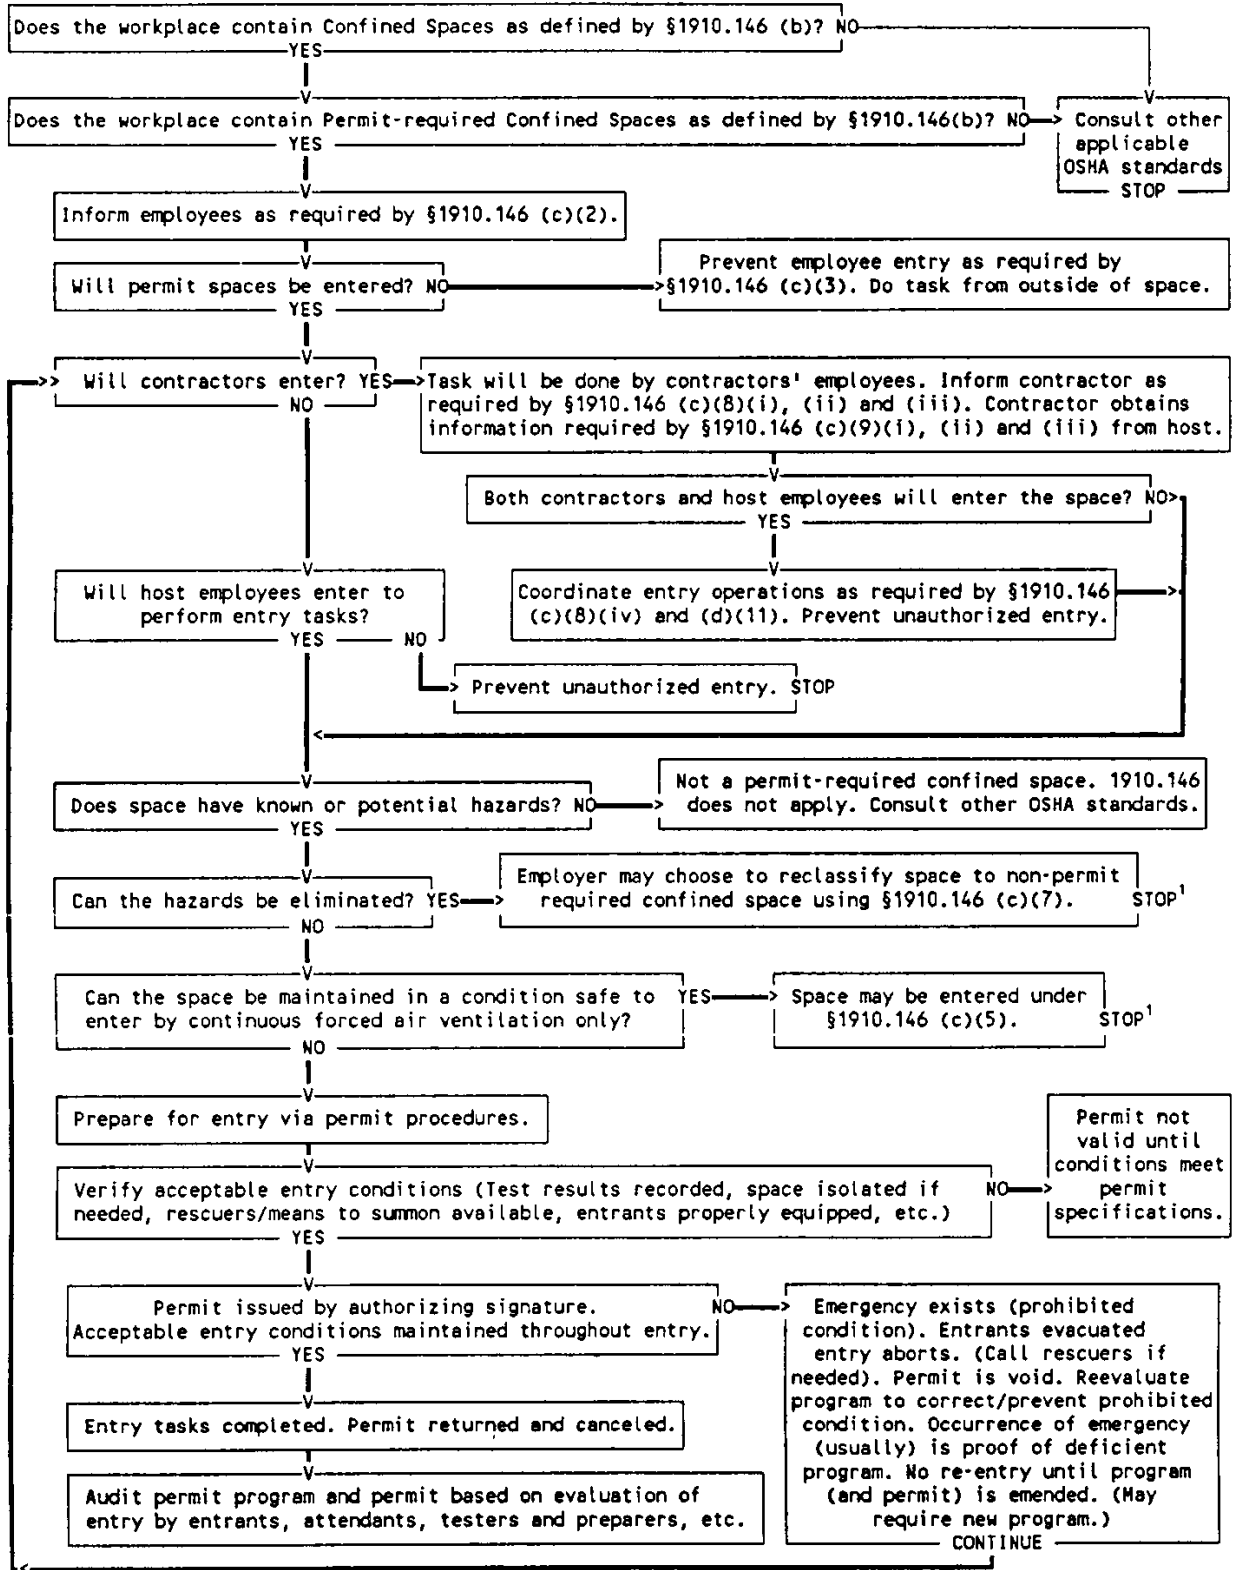 Does the workplace contain Confined Spaces as defined by §1910.146 (b)? NO
YES
Does the workplace contain Permit-required Confined Spaces as defined by §1910.146(b)? NO
YES
Consult other
applicable
OSHA standards
STOP
Inform employees as required by §1910.146 (c)(2).
Will permit spaces be entered? NO
YES
Prevent employee entry as required by
§1910.146 (c)(3). Do task from outside of space.
Will contractors enter? YES
NO
Task will be done by contractors' employees. Inform contractor as
required by §1910.146 (c)(8)(i), (ii) and (iii). Contractor obtains
information required by §1910.146 (c)(9)(i), (ii) and (iii) from host.
Both contractors and host employees will enter the space? NO
YES
Will host employees enter to
perform entry tasks?
YES NO
Coordinate entry operations as required by §1910.146
(c)(8)(iv) and (d)(11). Prevent unauthorized entry.
Prevent unauthorized entry. STOP
Does space have known or potential hazards? NO
YES
Not a permit-required confined space. 1910.146
does not apply. Consult other OSHA standards.
Can the hazards be eliminated? YES
NO
Employer may choose to reclassify space to non-permit
required confined space using §1910.146 (c)(7). STOP¹
Can the space be maintained in a condition safe to YES
enter by continuous forced air ventilation only?
NO
Space may be entered under
§1910.146 (c)(5). STOP¹
Prepare for entry via permit procedures.
Verify acceptable entry conditions (Test results recorded, space isolated if NO
needed, rescuers/means to summon available, entrants properly equipped, etc.)
YES
Permit not
valid until
conditions meet
permit
specifications.
Permit issued by authorizing signature. NO
Acceptable entry conditions maintained throughout entry.
YES
Emergency exists (prohibited
condition). Entrants evacuated
entry aborts. (Call rescuers if
needed). Permit is void. Reevaluate
program to correct/prevent prohibited
condition. Occurrence of emergency
(usually) is proof of deficient
program. No re-entry until program
(and permit) is emended. (May
require new program.)
CONTINUE
Entry tasks completed. Permit returned and canceled.
Audit permit program and permit based on evaluation of
entry by entrants, attendants, testers and preparers, etc.